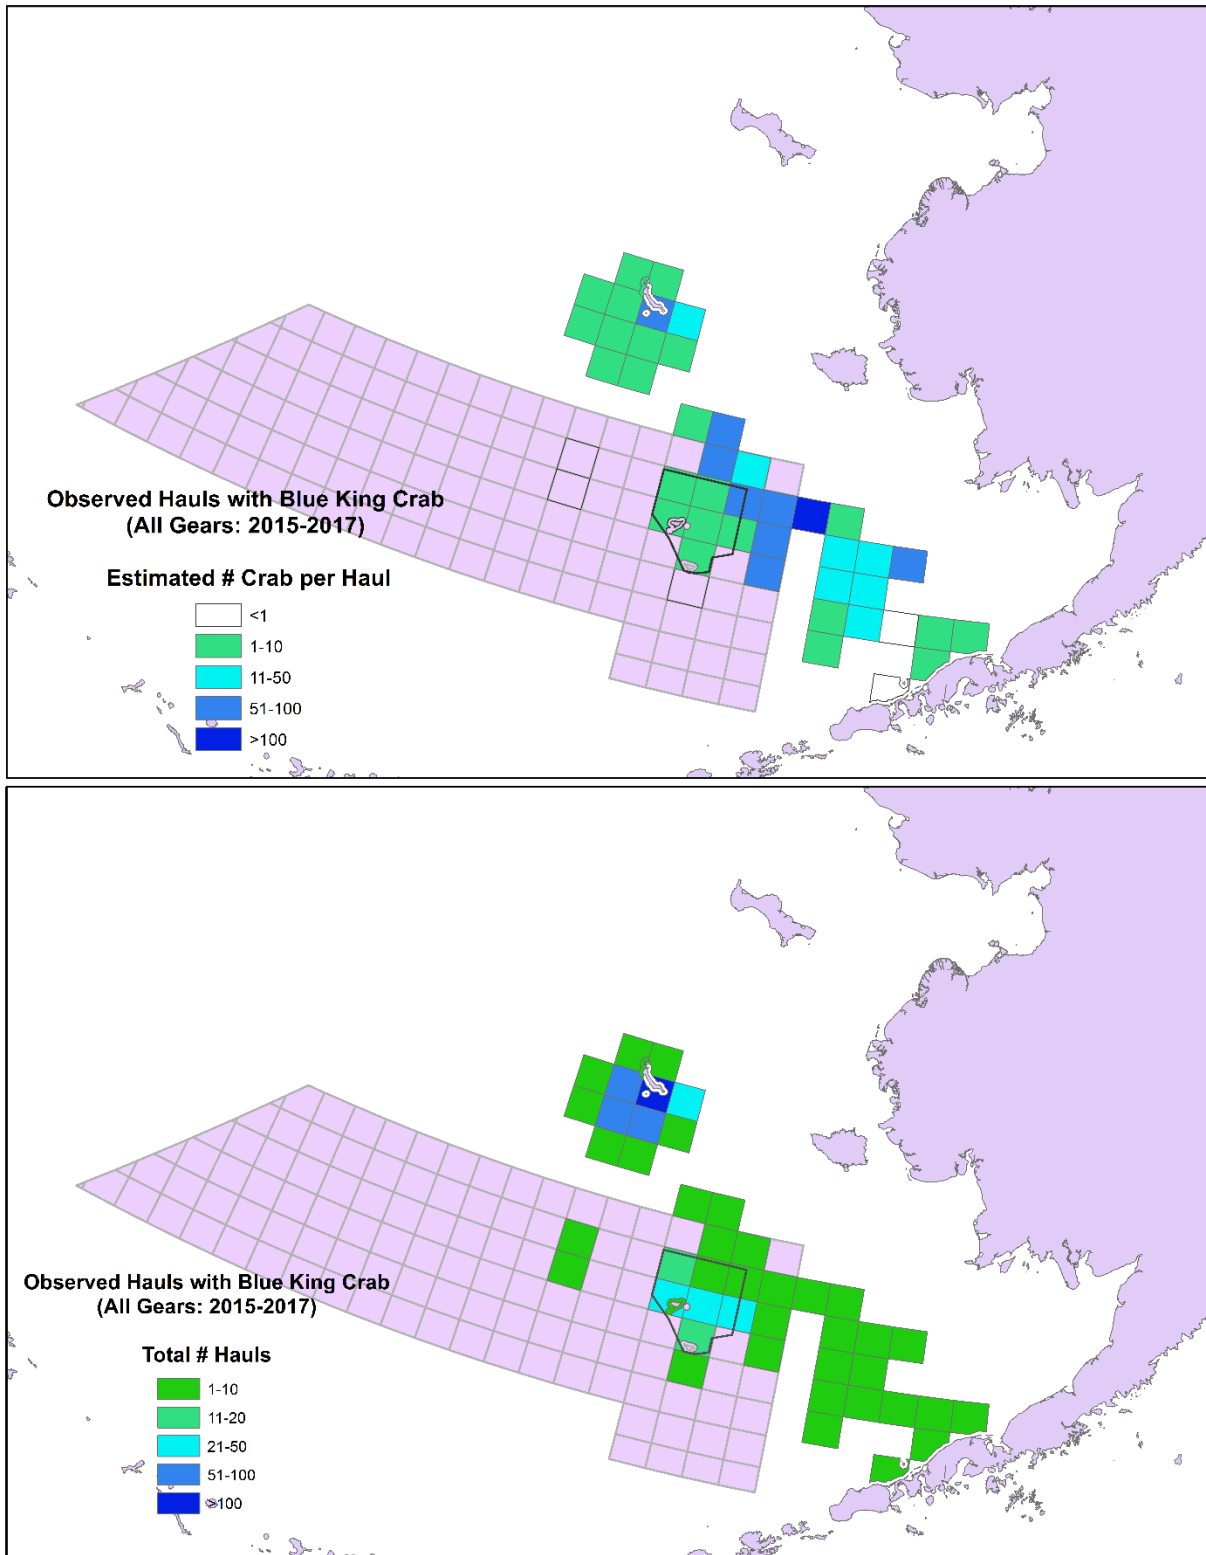 Observed Hauls with Blue King Crab
(All Gears: 2015-2017)
Estimated # Crab per Haul
<1
1-10
11-50
51-100
>100
Observed Hauls with Blue King Crab
(All Gears: 2015-2017)
Total # Hauls
1-10
11-20
21-50
51-100
>100